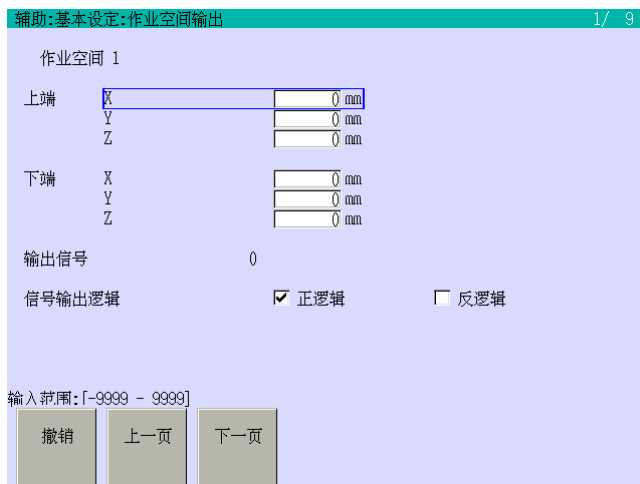 辅助:基本设定:作业空间输出 1/ 9
作业空间 1
上端 X 0 mm
Y 0 mm
Z 0 mm
下端 X 0 mm
Y 0 mm
Z 0 mm
输出信号 0
信号输出逻辑 正逻辑 反逻辑
输入范围:[-9999 - 9999]
撤销 上一页 下一页